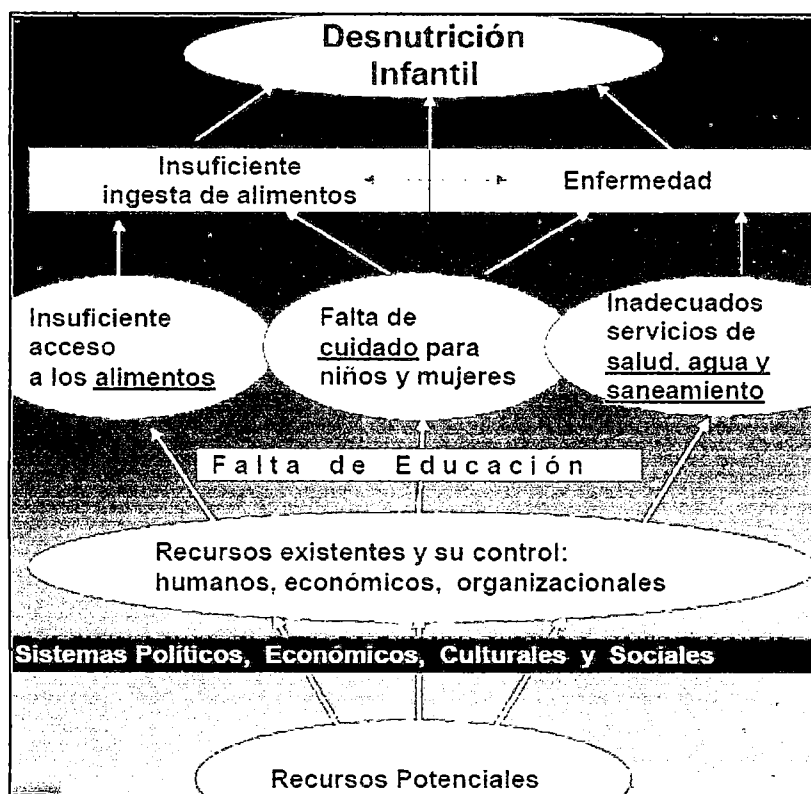 Desnutrición
Infantil
Insuficiente
ingesta de alimentos
Enfermedad
Insuficiente
acceso
a los alimentos
Falta de
cuidado para
niños y mujeres
Inadecuados
servicios de
salud, agua y
saneamiento
Falta de Educación
Recursos existentes y su control:
humanos, económicos, organizacionales
Sistemas Políticos, Económicos, Culturales y Sociales
Recursos Potenciales